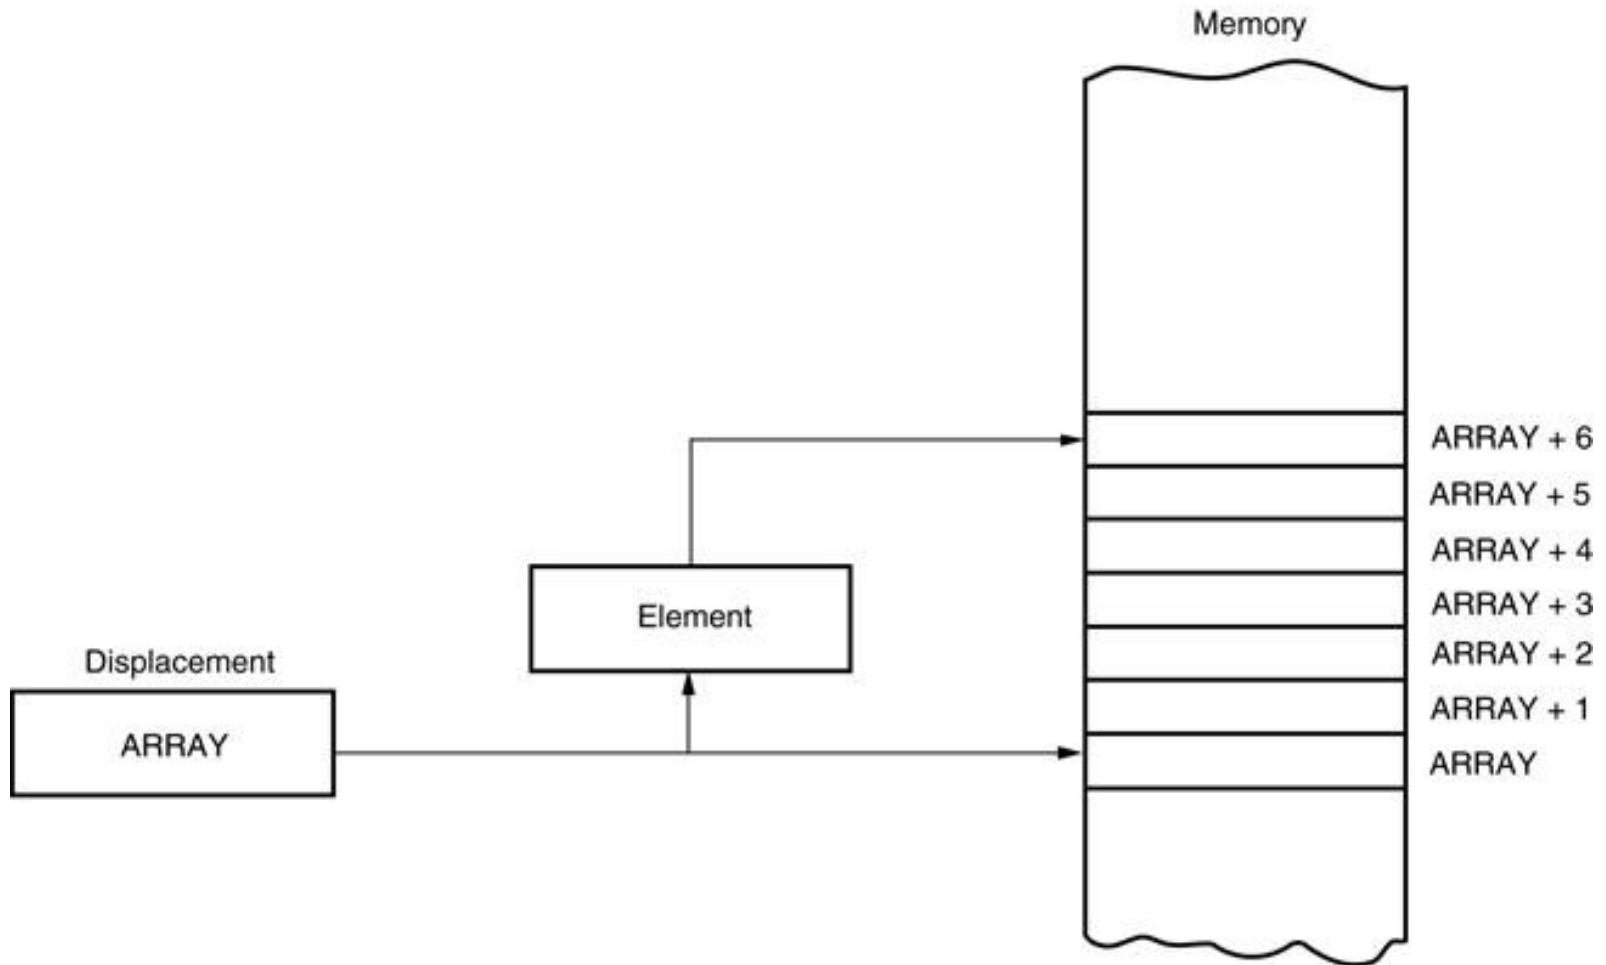 Memory
ARRAY + 6
ARRAY + 5
ARRAY + 4
ARRAY + 3
ARRAY + 2
ARRAY + 1
ARRAY
Element
Displacement
ARRAY